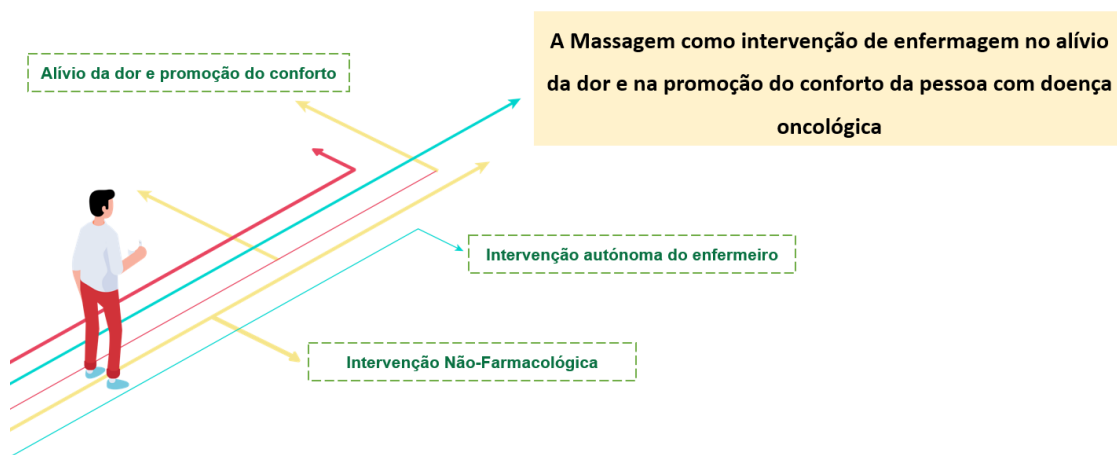 A Massagem como intervenção de enfermagem no alívio
da dor e na promoção do conforto da pessoa com doença
oncológica
Alívio da dor e promoção do conforto
Intervenção autónoma do enfermeiro
Intervenção Não-Farmacológica